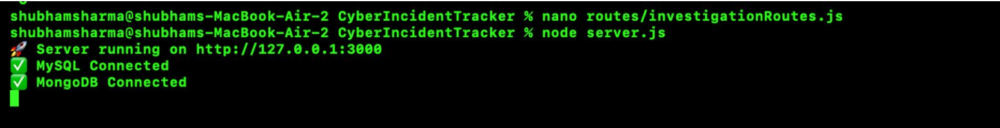 shubhamsharma@shubhams-MacBook-Air-2 CyberIncidentTracker % nano routes/investigationRoutes.js
shubhamsharma@shubhams-MacBook-Air-2 CyberIncidentTracker % node server.js
🚀 Server running on http://127.0.0.1:3000
✅ MySQL Connected
✅ MongoDB Connected